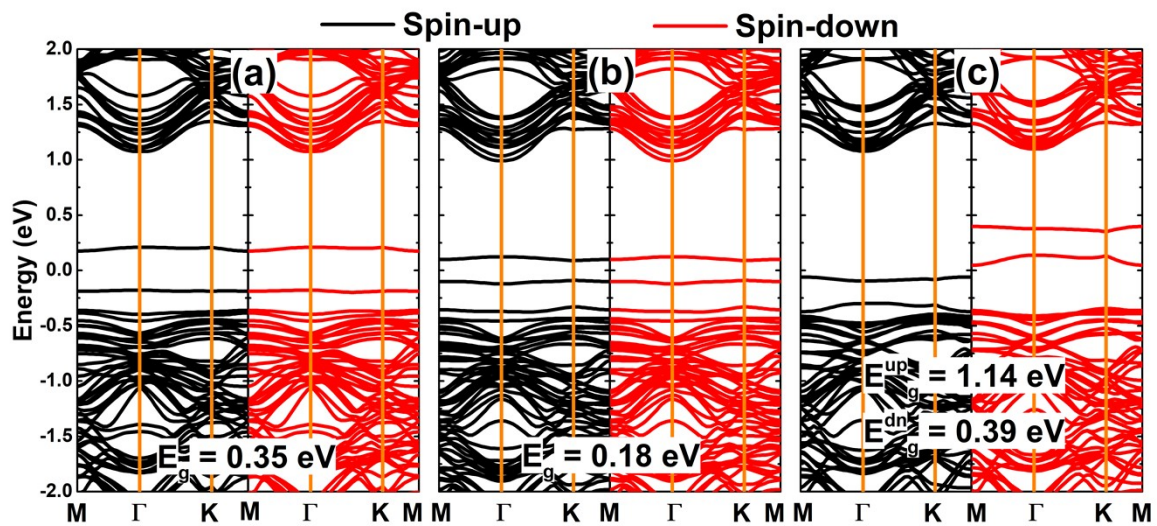 Spin-up Spin-down
(a) (b) (c)
Energy (eV)
2.0
1.5
1.0
0.5
0.0
-0.5
-1.0
-1.5
-2.0
E_g = 0.35 eV
E_g = 0.18 eV
E_g^up = 1.14 eV
E_g^dn = 0.39 eV
M Γ K M Γ K M M Γ K M Γ K M M Γ K M Γ K M